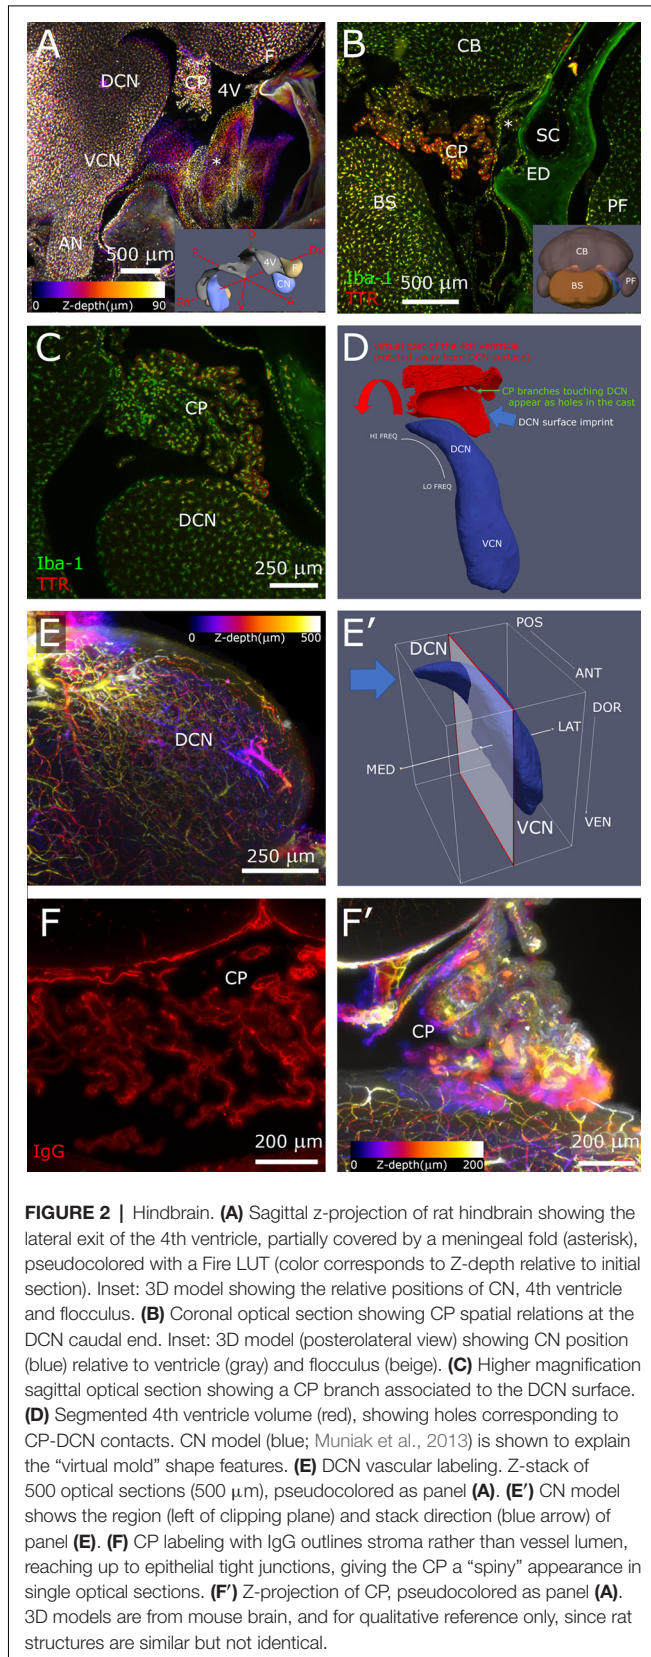 A
DCN
CP
F
4V
VCN
*
AN
500 µm
0 Z-depth(µm) 90
4V
F
CN
B
CB
*
SC
CP
ED
BS
PF
Iba-1
TTR
500 µm
CB
BS
PF
C
CP
DCN
Iba-1
TTR
250 µm
D
Virtual cast of the 4th ventricle
(rotated away from DCN surface)
CP branches touching DCN
appear as holes in the cast
DCN surface imprint
DCN
HI FREQ
LO FREQ
VCN
E
0 Z-depth(µm) 500
DCN
250 µm
E′
POS
DCN
ANT
DOR
LAT
MED
VCN
VEN
F
CP
IgG
200 µm
F′
CP
200 µm
0 Z-depth(µm) 200
FIGURE 2 | Hindbrain. (A) Sagittal z-projection of rat hindbrain showing the
lateral exit of the 4th ventricle, partially covered by a meningeal fold (asterisk),
pseudocolored with a Fire LUT (color corresponds to Z-depth relative to initial
section). Inset: 3D model showing the relative positions of CN, 4th ventricle
and flocculus. (B) Coronal optical section showing CP spatial relations at the
DCN caudal end. Inset: 3D model (posterolateral view) showing CN position
(blue) relative to ventricle (gray) and flocculus (beige). (C) Higher magnification
sagittal optical section showing a CP branch associated to the DCN surface.
(D) Segmented 4th ventricle volume (red), showing holes corresponding to
CP-DCN contacts. CN model (blue; Muniak et al., 2013) is shown to explain
the “virtual mold” shape features. (E) DCN vascular labeling. Z-stack of
500 optical sections (500 µm), pseudocolored as panel (A). (E′) CN model
shows the region (left of clipping plane) and stack direction (blue arrow) of
panel (E). (F) CP labeling with IgG outlines stroma rather than vessel lumen,
reaching up to epithelial tight junctions, giving the CP a “spiny” appearance in
single optical sections. (F′) Z-projection of CP, pseudocolored as panel (A).
3D models are from mouse brain, and for qualitative reference only, since rat
structures are similar but not identical.